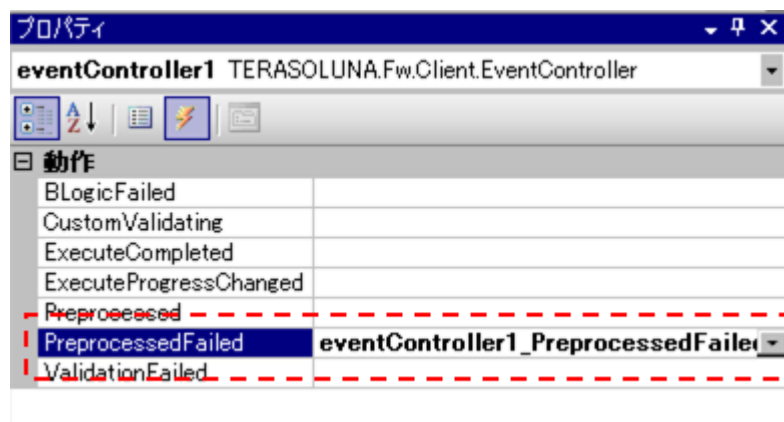 プロパティ
eventController1 TERASOLUNA.Fw.Client.EventController
動作
BLogicFailed
CustomValidating
ExecuteCompleted
ExecuteProgressChanged
Preprocessed
PreprocessedFailed eventController1_PreprocessedFailed
ValidationFailed